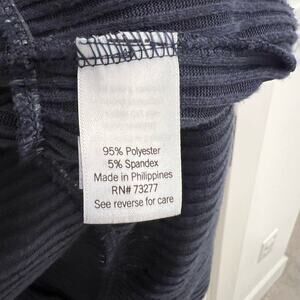 95% Polyester
5% Spandex
Made in Philippines
RN# 73277
See reverse for care